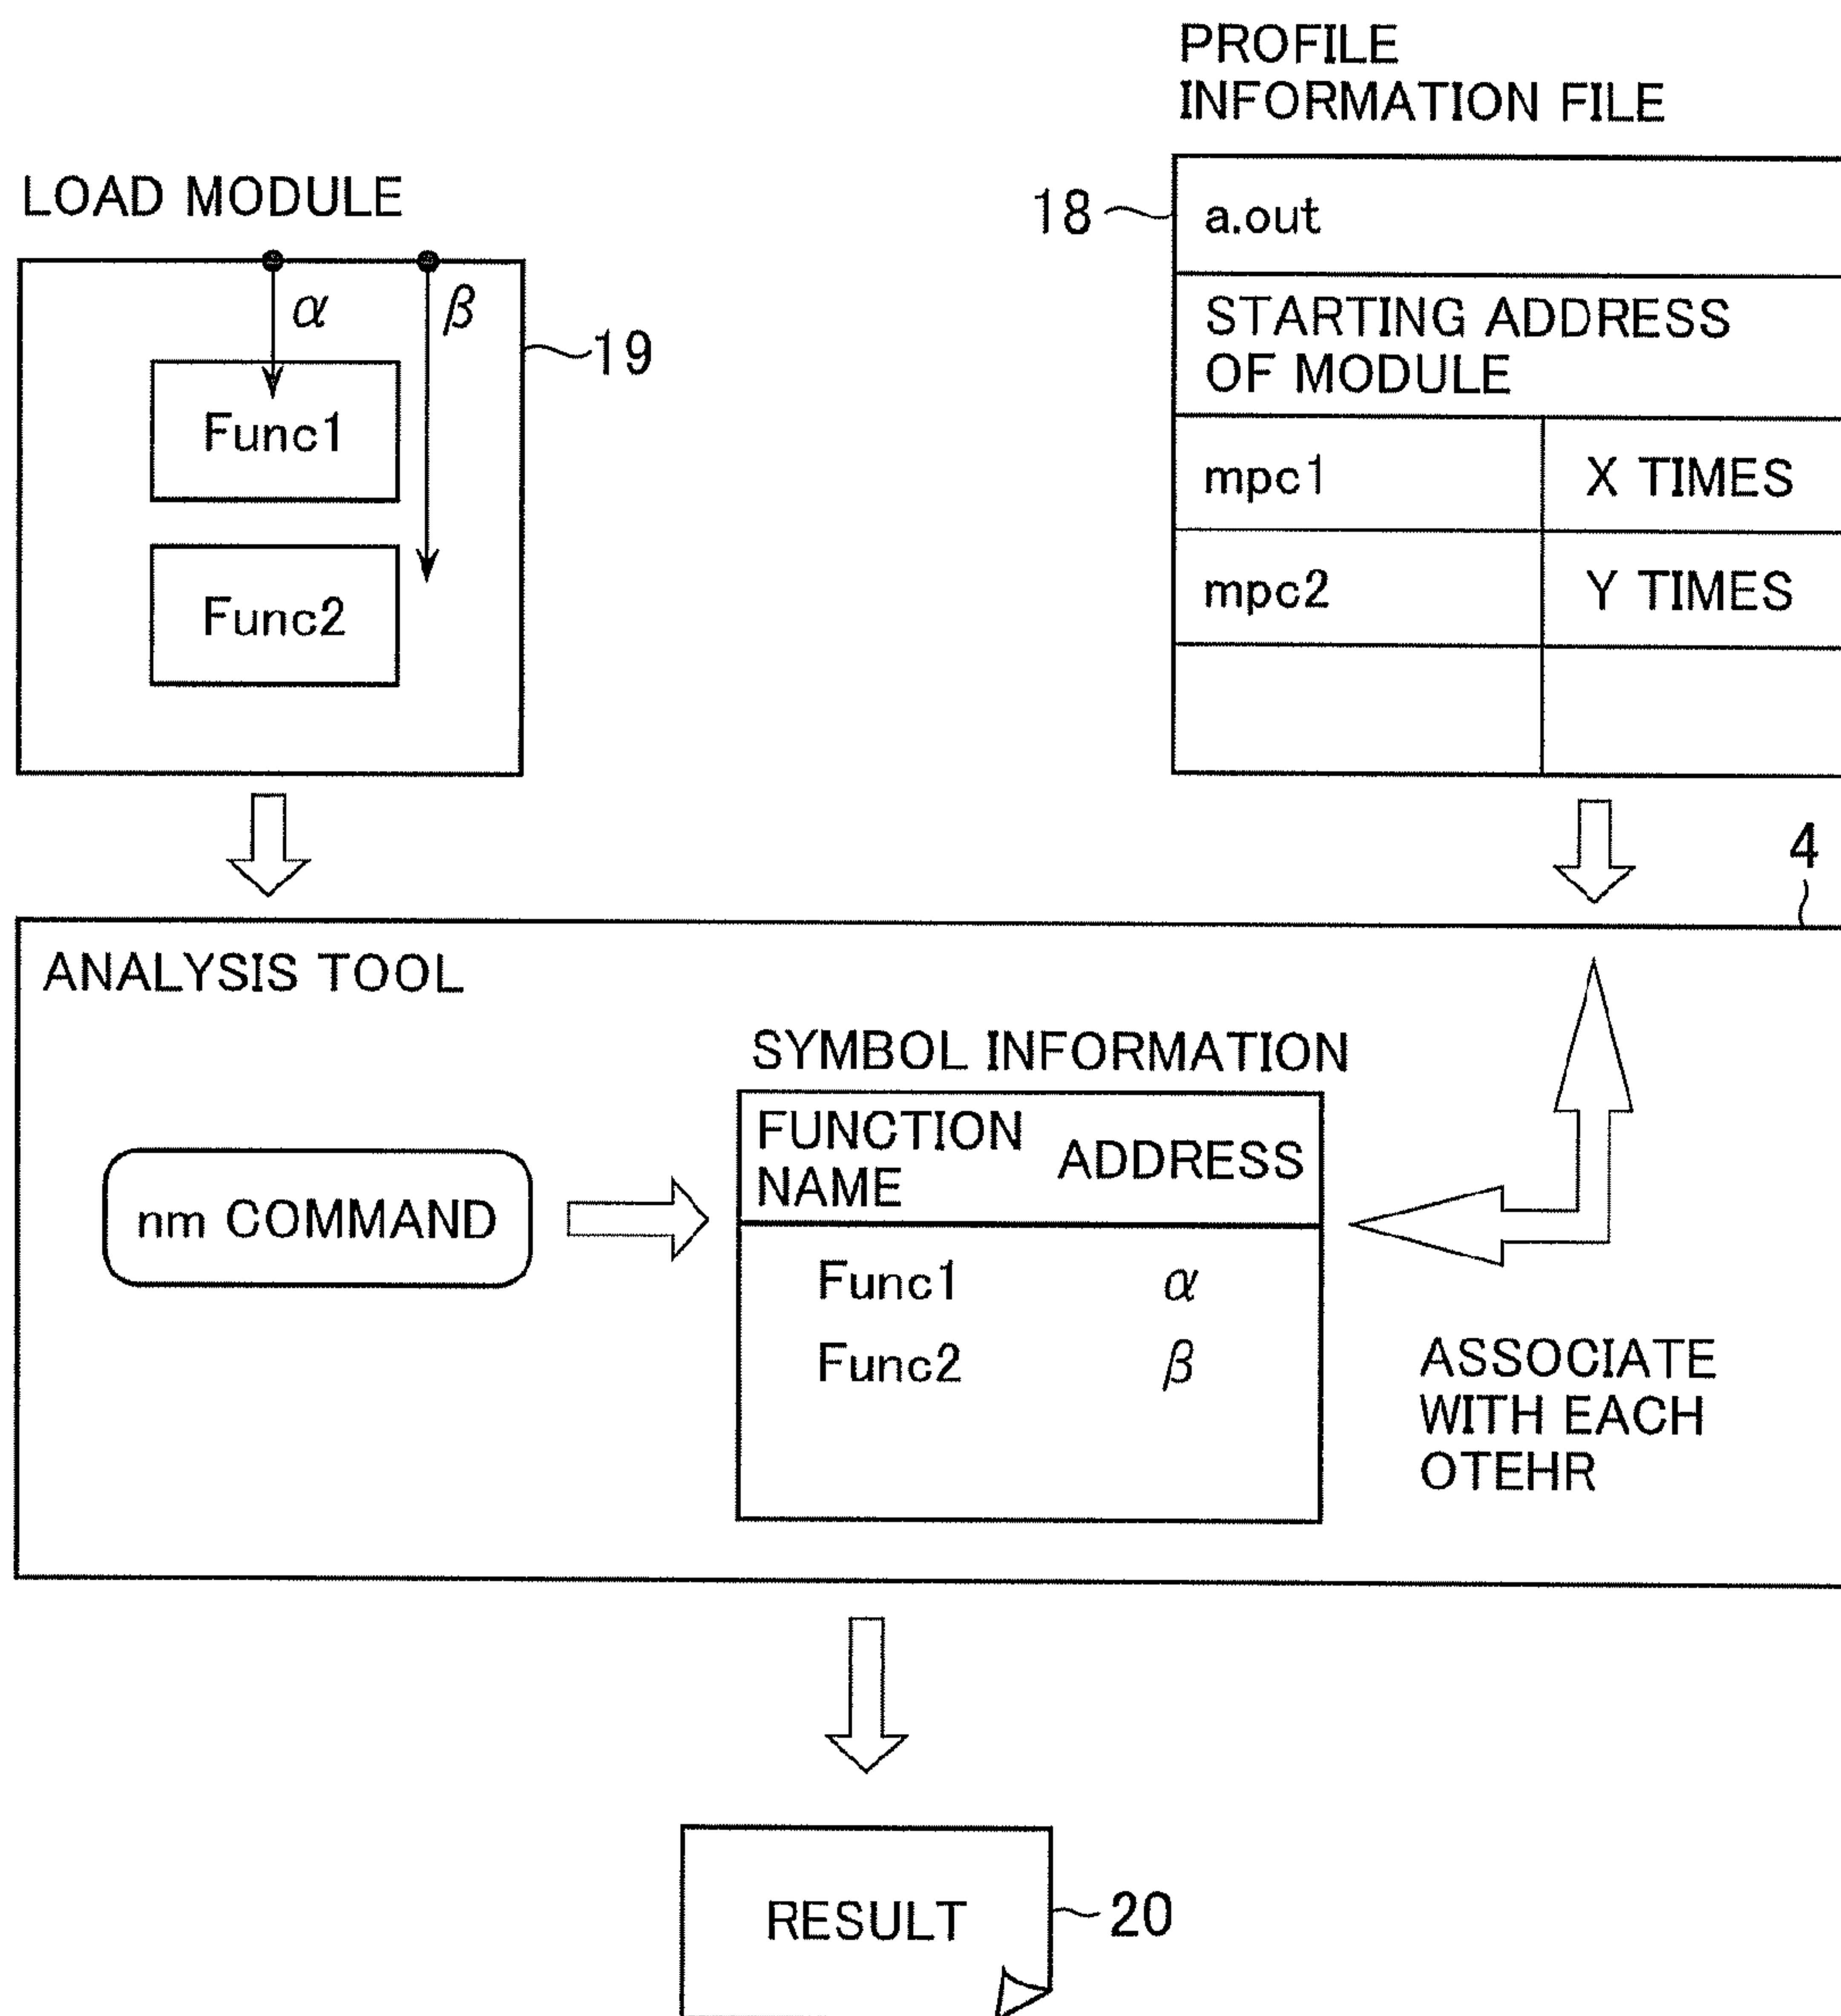 PROFILE
INFORMATION FILE
LOAD MODULE
18
a.out
α
β
19
STARTING ADDRESS
OF MODULE
Func1
mpc1
X TIMES
Func2
mpc2
Y TIMES
4
ANALYSIS TOOL
SYMBOL INFORMATION
FUNCTION
NAME
ADDRESS
nm COMMAND
Func1 α
Func2 β
ASSOCIATE
WITH EACH
OTEHR
RESULT
20